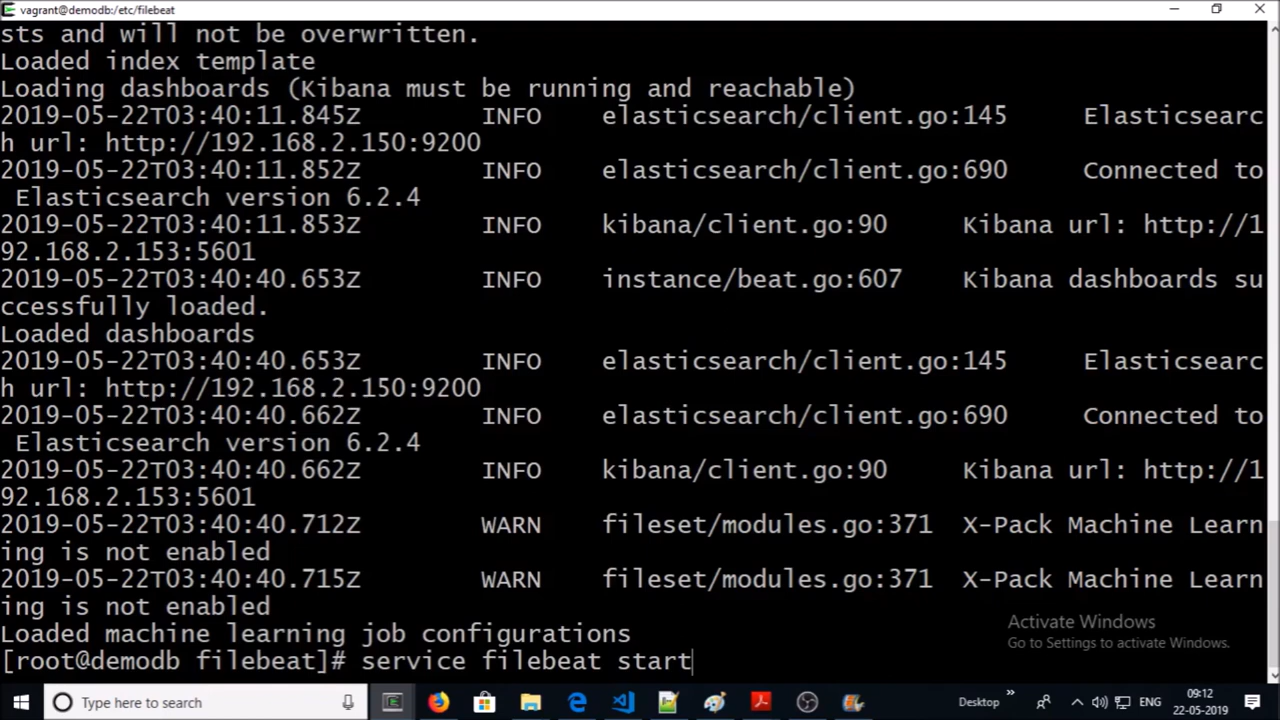 vagrant@demodb:/etc/filebeat
sts and will not be overwritten.
Loaded index template
Loading dashboards (Kibana must be running and reachable)
2019-05-22T03:40:11.845Z INFO elasticsearch/client.go:145 Elasticsearc
h url: http://192.168.2.150:9200
2019-05-22T03:40:11.852Z INFO elasticsearch/client.go:690 Connected to
Elasticsearch version 6.2.4
2019-05-22T03:40:11.853Z INFO kibana/client.go:90 Kibana url: http://1
92.168.2.153:5601
2019-05-22T03:40:40.653Z INFO instance/beat.go:607 Kibana dashboards su
ccessfully loaded.
Loaded dashboards
2019-05-22T03:40:40.653Z INFO elasticsearch/client.go:145 Elasticsearc
h url: http://192.168.2.150:9200
2019-05-22T03:40:40.662Z INFO elasticsearch/client.go:690 Connected to
Elasticsearch version 6.2.4
2019-05-22T03:40:40.662Z INFO kibana/client.go:90 Kibana url: http://1
92.168.2.153:5601
2019-05-22T03:40:40.712Z WARN fileset/modules.go:371 X-Pack Machine Learn
ing is not enabled
2019-05-22T03:40:40.715Z WARN fileset/modules.go:371 X-Pack Machine Learn
ing is not enabled
Loaded machine learning job configurations
[root@demodb filebeat]# service filebeat start
Activate Windows
Go to Settings to activate Windows.
Type here to search
Desktop
ENG
09:12
22-05-2019